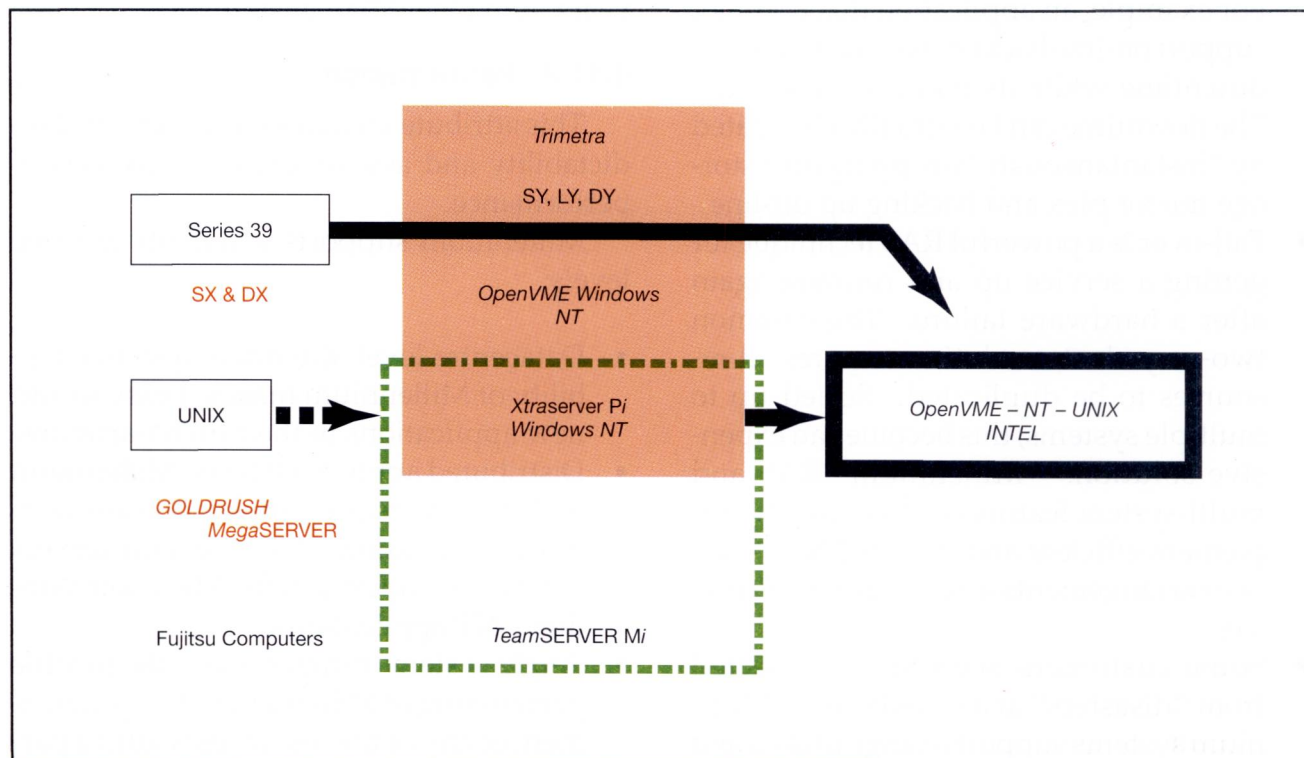 Trimetra
SY, LY, DY
Series 39
SX & DX
OpenVME Windows
NT
UNIX
Xtraserver Pi
Windows NT
OpenVME – NT – UNIX
INTEL
GOLDRUSH
MegaSERVER
Fujitsu Computers
TeamSERVER Mi